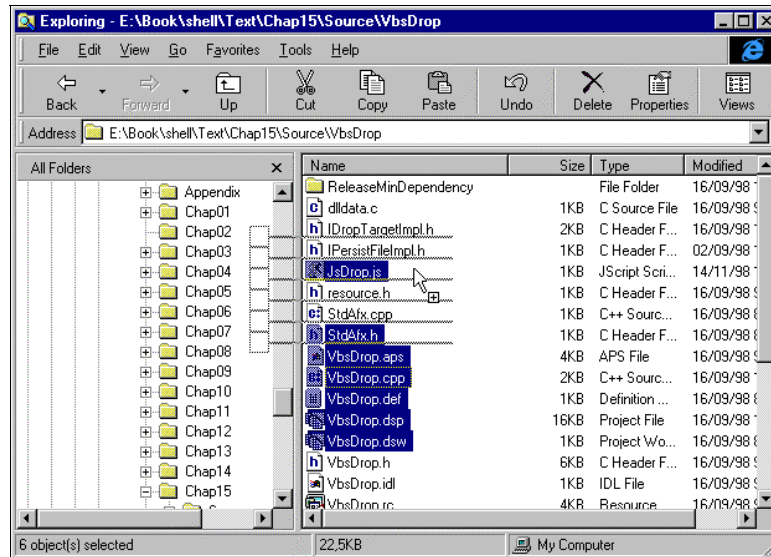 Exploring - E:\Book\shell\Text\Chap15\Source\VbsDrop
File Edit View Go Favorites Tools Help
Back Forward Up Cut Copy Paste Undo Delete Properties Views
Address E:\Book\shell\Text\Chap15\Source\VbsDrop
All Folders x
Appendix
Chap01
Chap02
Chap03
Chap04
Chap05
Chap06
Chap07
Chap08
Chap09
Chap10
Chap11
Chap12
Chap13
Chap14
Chap15
Name Size Type Modified
ReleaseMinDependency File Folder 16/09/98
dlldata.c 1KB C Source File 16/09/98
IDropTargetImpl.h 2KB C Header F... 16/09/98
IPersistFileImpl.h 1KB C Header F... 02/09/98
JsDrop.js 1KB JScript Scri... 14/11/98
resource.h 1KB C Header F... 16/09/98
StdAfx.cpp 1KB C++ Sourc... 16/09/98
StdAfx.h 1KB C Header F... 16/09/98
VbsDrop.aps 4KB APS File 16/09/98
VbsDrop.cpp 2KB C++ Sourc... 16/09/98
VbsDrop.def 1KB Definition ... 16/09/98
VbsDrop.dsp 16KB Project File 16/09/98
VbsDrop.dsw 1KB Project Wo... 16/09/98
VbsDrop.h 6KB C Header F... 16/09/98
VbsDrop.idl 1KB IDL File 16/09/98
VbsDrop.rc 4KB Resource 16/09/98
6 object(s) selected 22,5KB My Computer